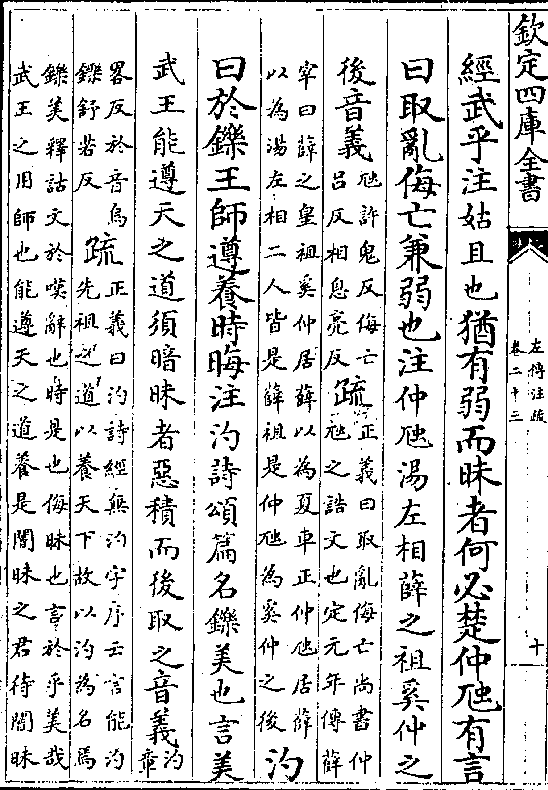 欽定四庫全書
左傳注疏
卷二十三
十
經武乎注姑且也猶有弱而昧者何必楚仲虺有言
曰取亂侮亡兼弱也注仲虺湯左相薛之祖奚仲之
後音義虺許鬼反侮亡
呂反相息亮反疏正義曰取亂侮亡尚書仲
虺之誥文也定元年傳薛
宰曰薛之皇祖奚仲居薛以為夏車正仲虺居薛
以為湯左相二人皆是薛祖是仲虺為奚仲之後汋
曰於鑠王師遵養時晦注汋詩頌篇名鑠美也言美
武王能遵天之道須暗昧者惡積而後取之音義汋
章
略反於音烏
鑠舒若反疏正義曰汋詩經無汋字序云言能汋
先祖之道以養天下故以汋為名焉
鑠美釋詁文於嘆辭也時是也侮昧也言於乎美哉
武王之用師也能遵天之道養是闇昧之君待闇昧